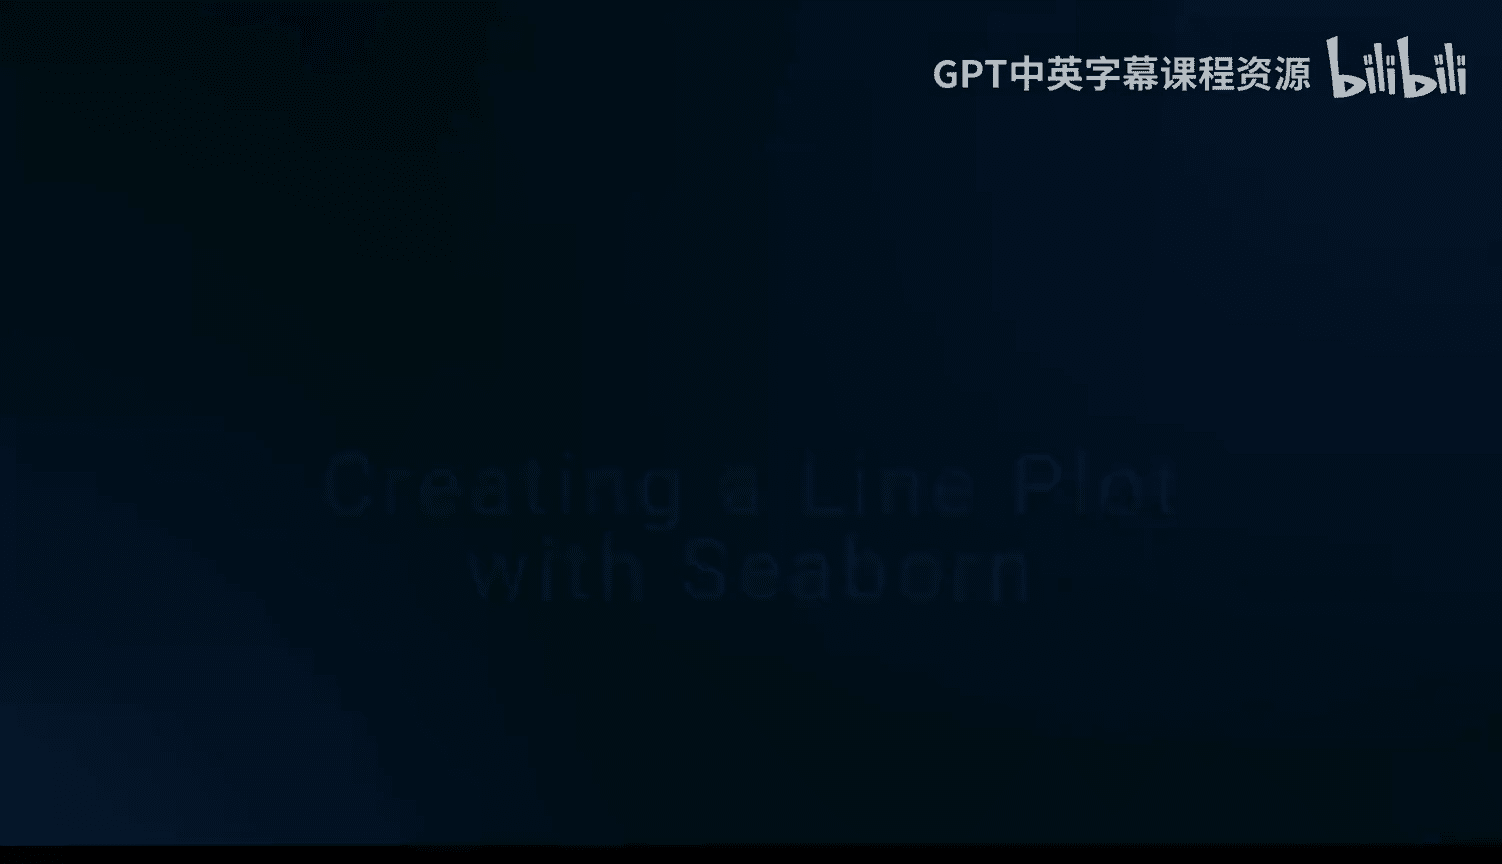 GPT中英字幕课程资源 bilibili
Creating a Line Plot
with Seaborn